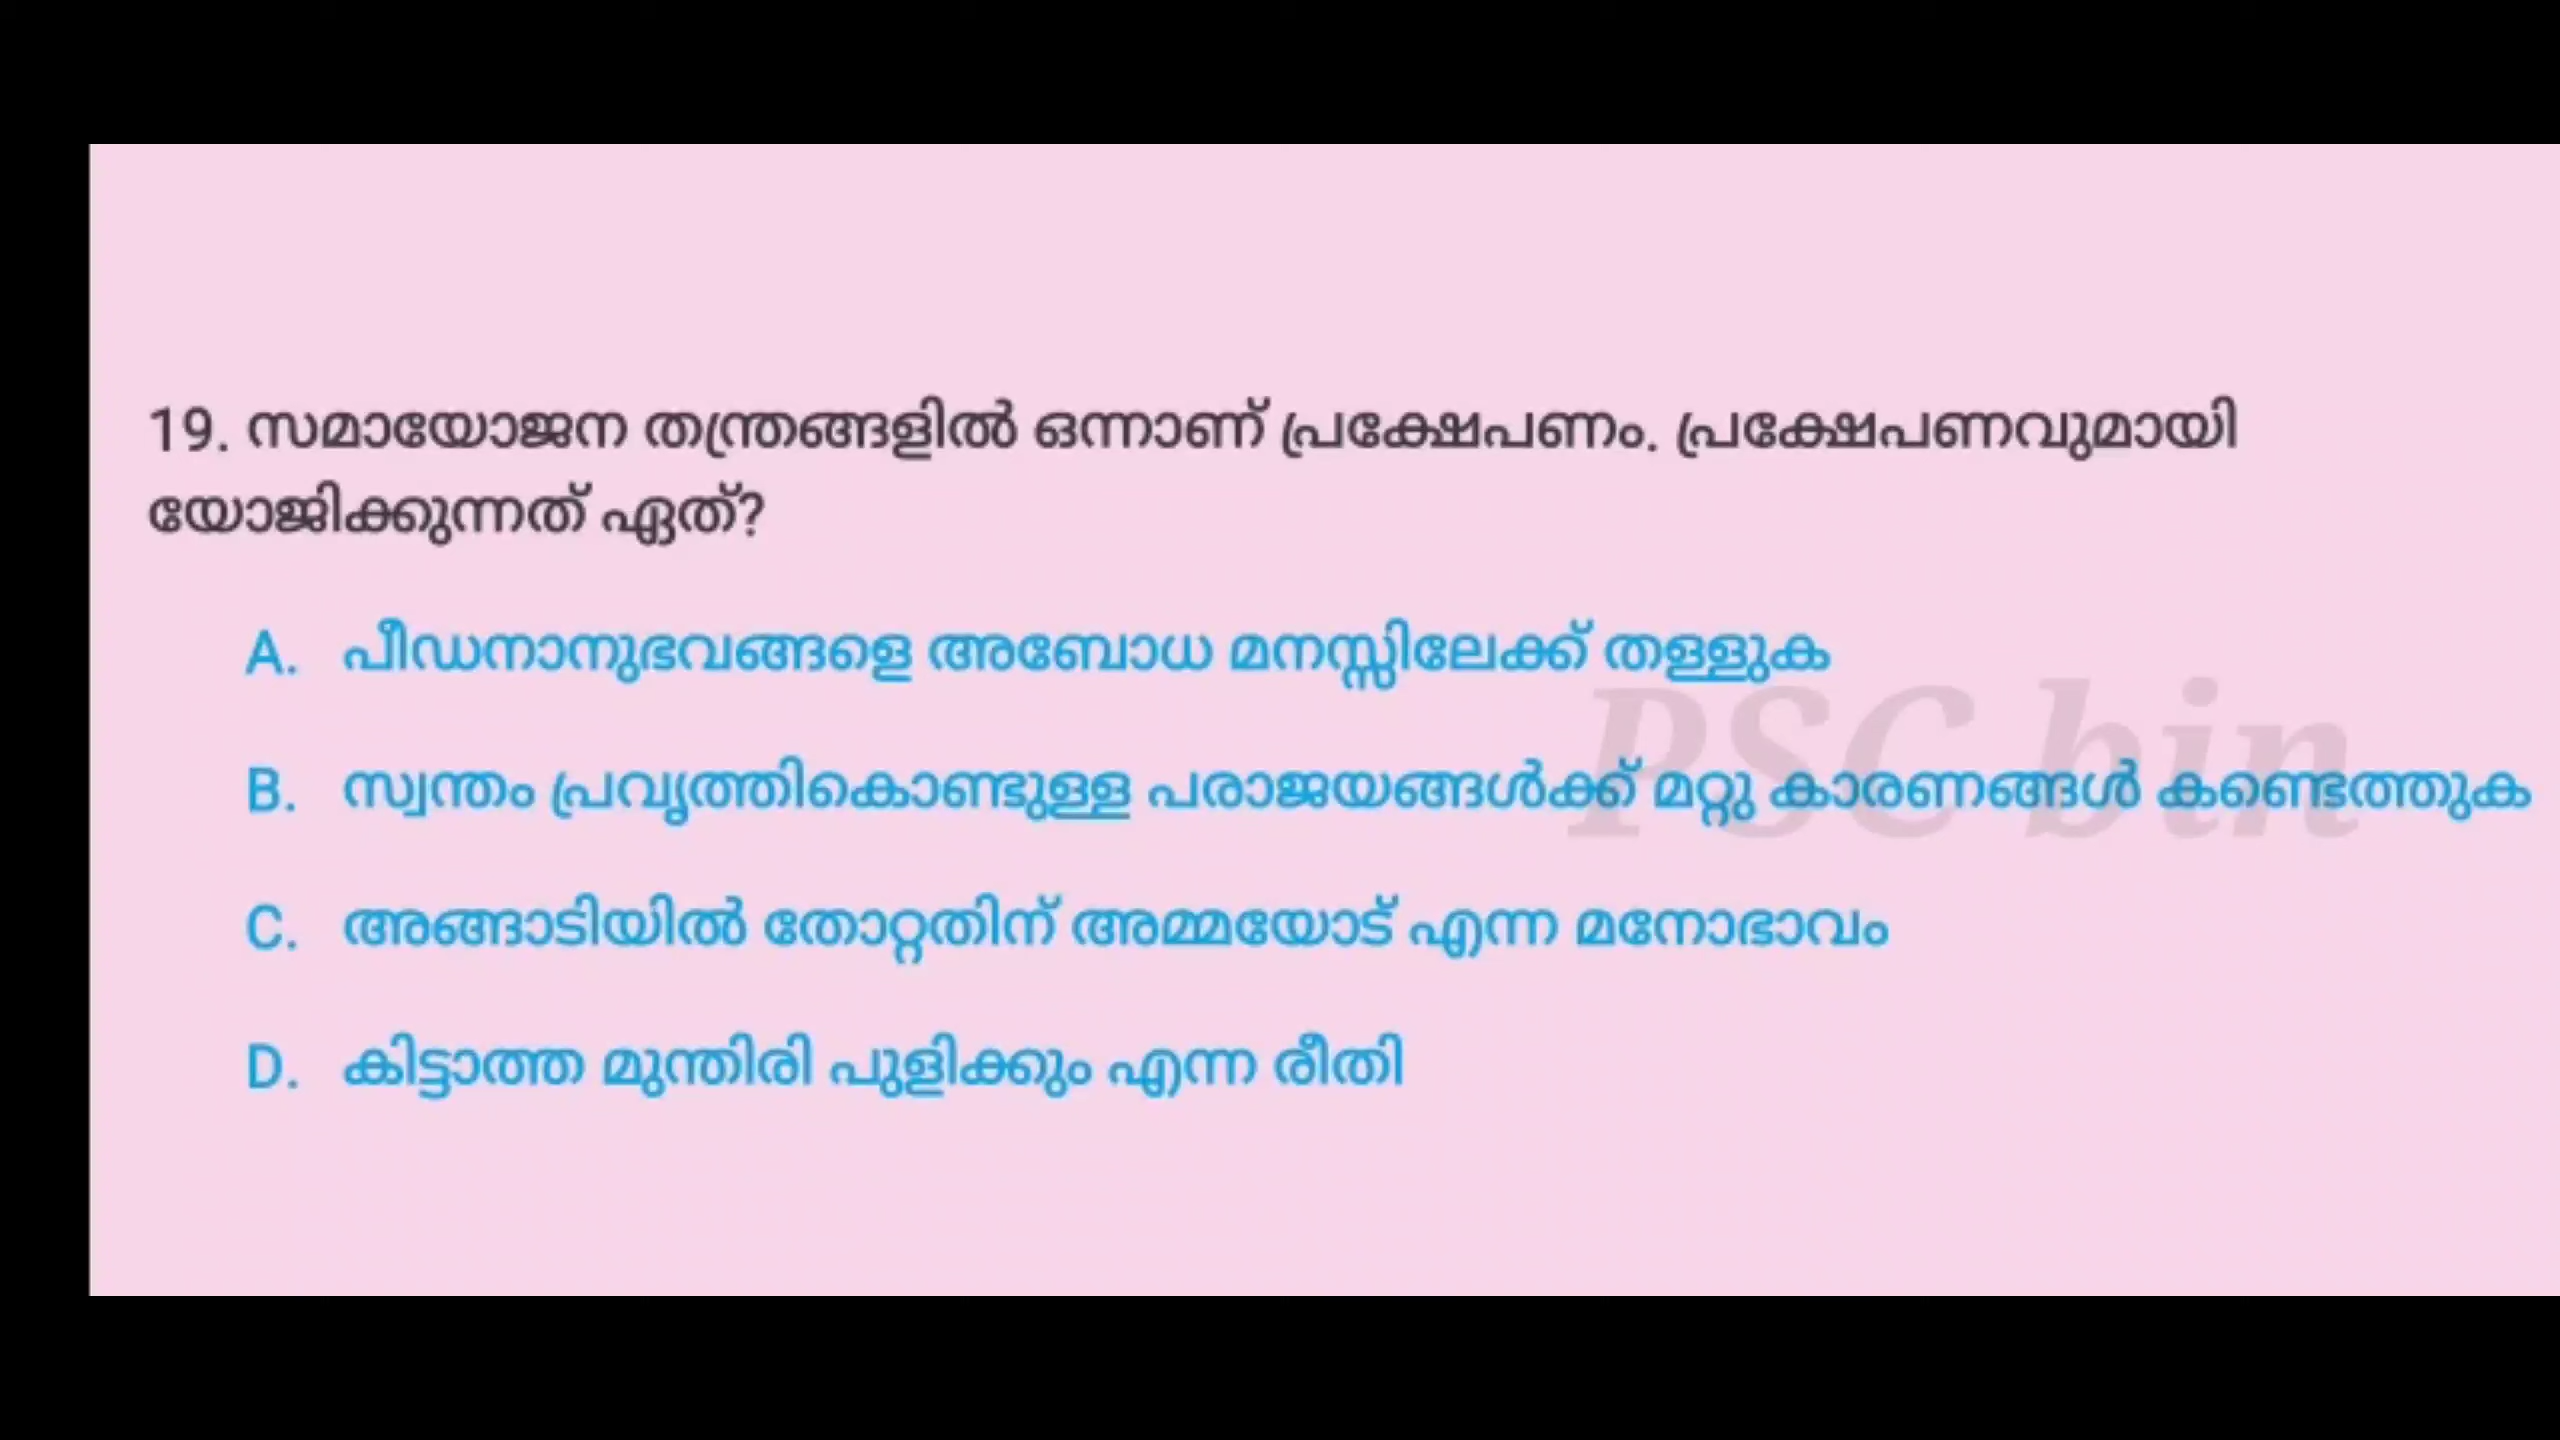 19. സമായോജന തന്ത്രങ്ങളിൽ ഒന്നാണ് പ്രക്ഷേപണം. പ്രക്ഷേപണവുമായി
യോജിക്കുന്നത് ഏത്?
A. പീഡനാനുഭവങ്ങളെ അബോധ മനസ്സിലേക്ക് തള്ളുക
PSC bin
B. സ്വന്തം പ്രവൃത്തികൊണ്ടുള്ള പരാജയങ്ങൾക്ക് മറ്റു കാരണങ്ങൾ കണ്ടെത്തുക
C. അങ്ങാടിയിൽ തോറ്റതിന് അമ്മയോട് എന്ന മനോഭാവം
D. കിട്ടാത്ത മുന്തിരി പുളിക്കും എന്ന രീതി